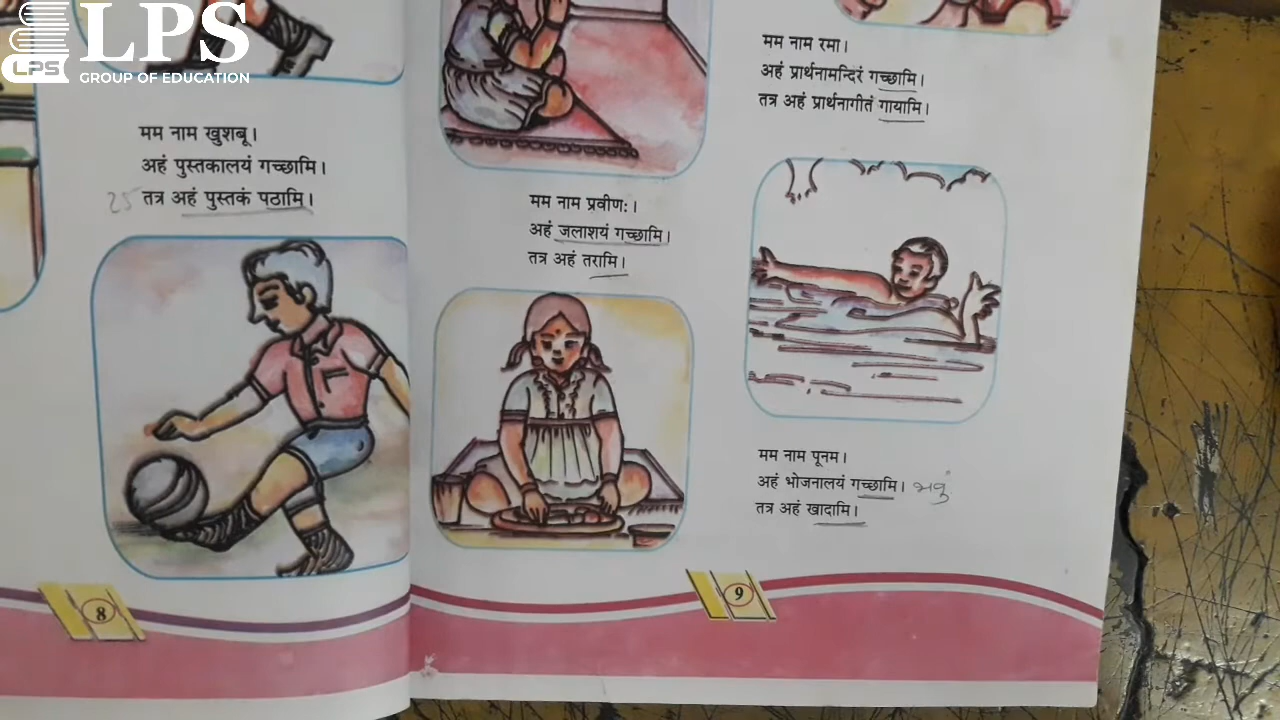 LPS
LPS
GROUP OF EDUCATION
मम नाम खुशबू।
अहं पुस्तकालयं गच्छामि।
25 तत्र अहं पुस्तकं पठामि।
8
मम नाम रमा।
अहं प्रार्थनामन्दिरं गच्छामि।
तत्र अहं प्रार्थनागीतं गायामि।
मम नाम प्रवीणः।
अहं जलाशयं गच्छामि।
तत्र अहं तरामि।
मम नाम पूनम।
अहं भोजनालयं गच्छामि।
तत्र अहं खादामि।
9